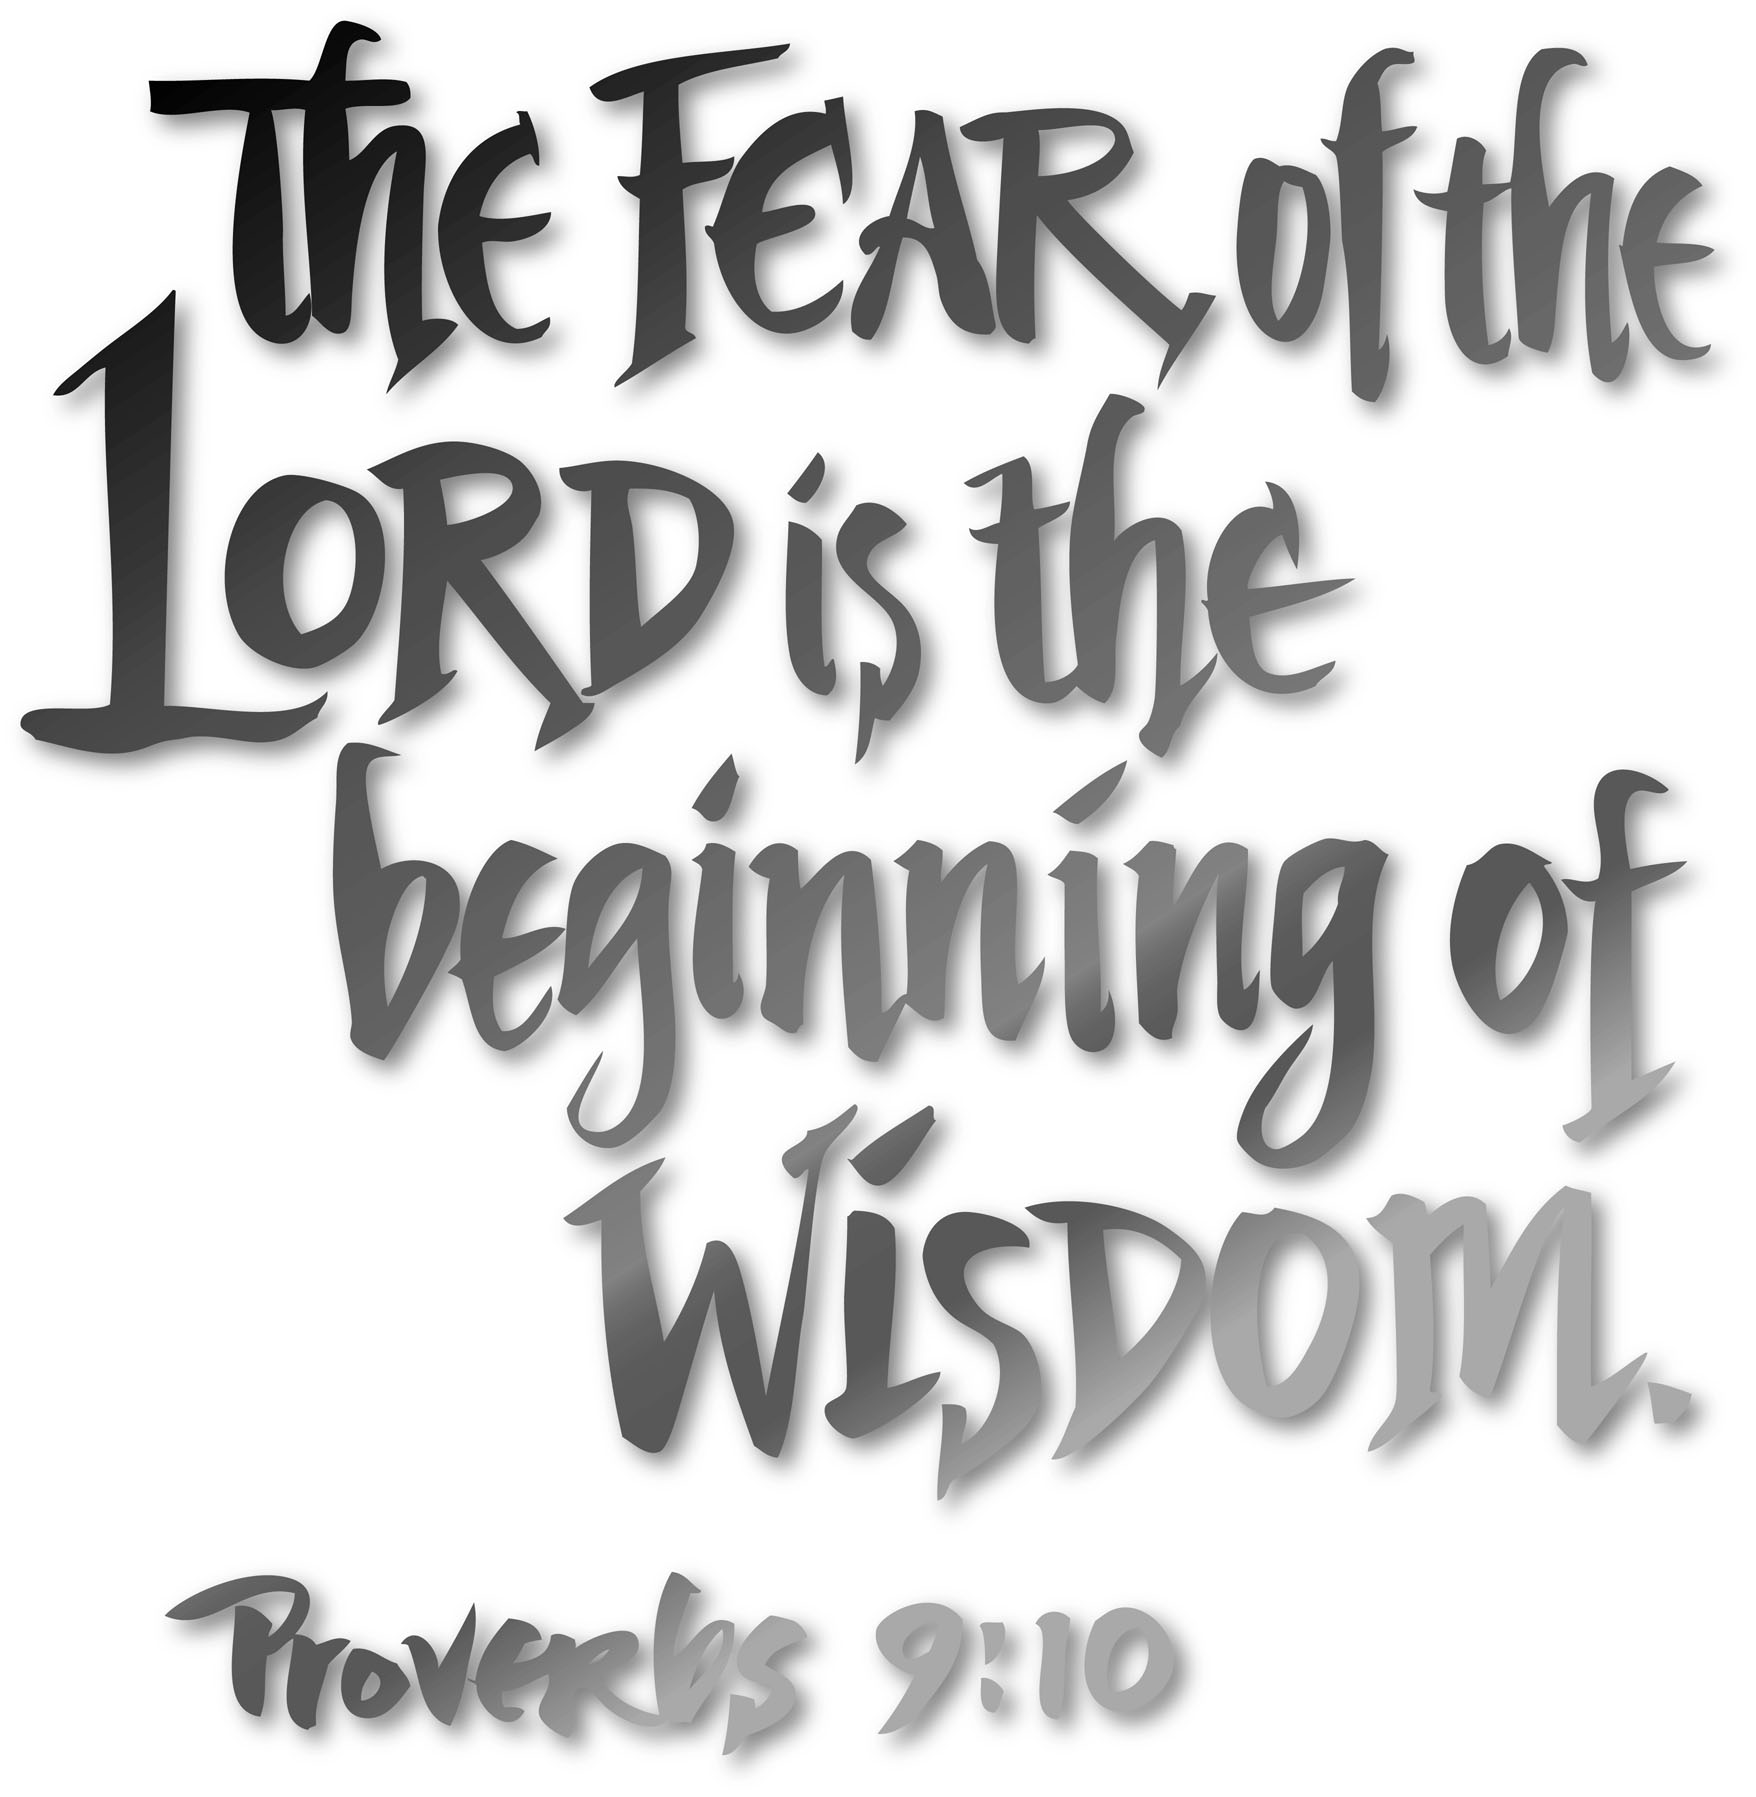 The FEAR of the
LORD is the
beginning of
WisDom.
Proverbs 9:10